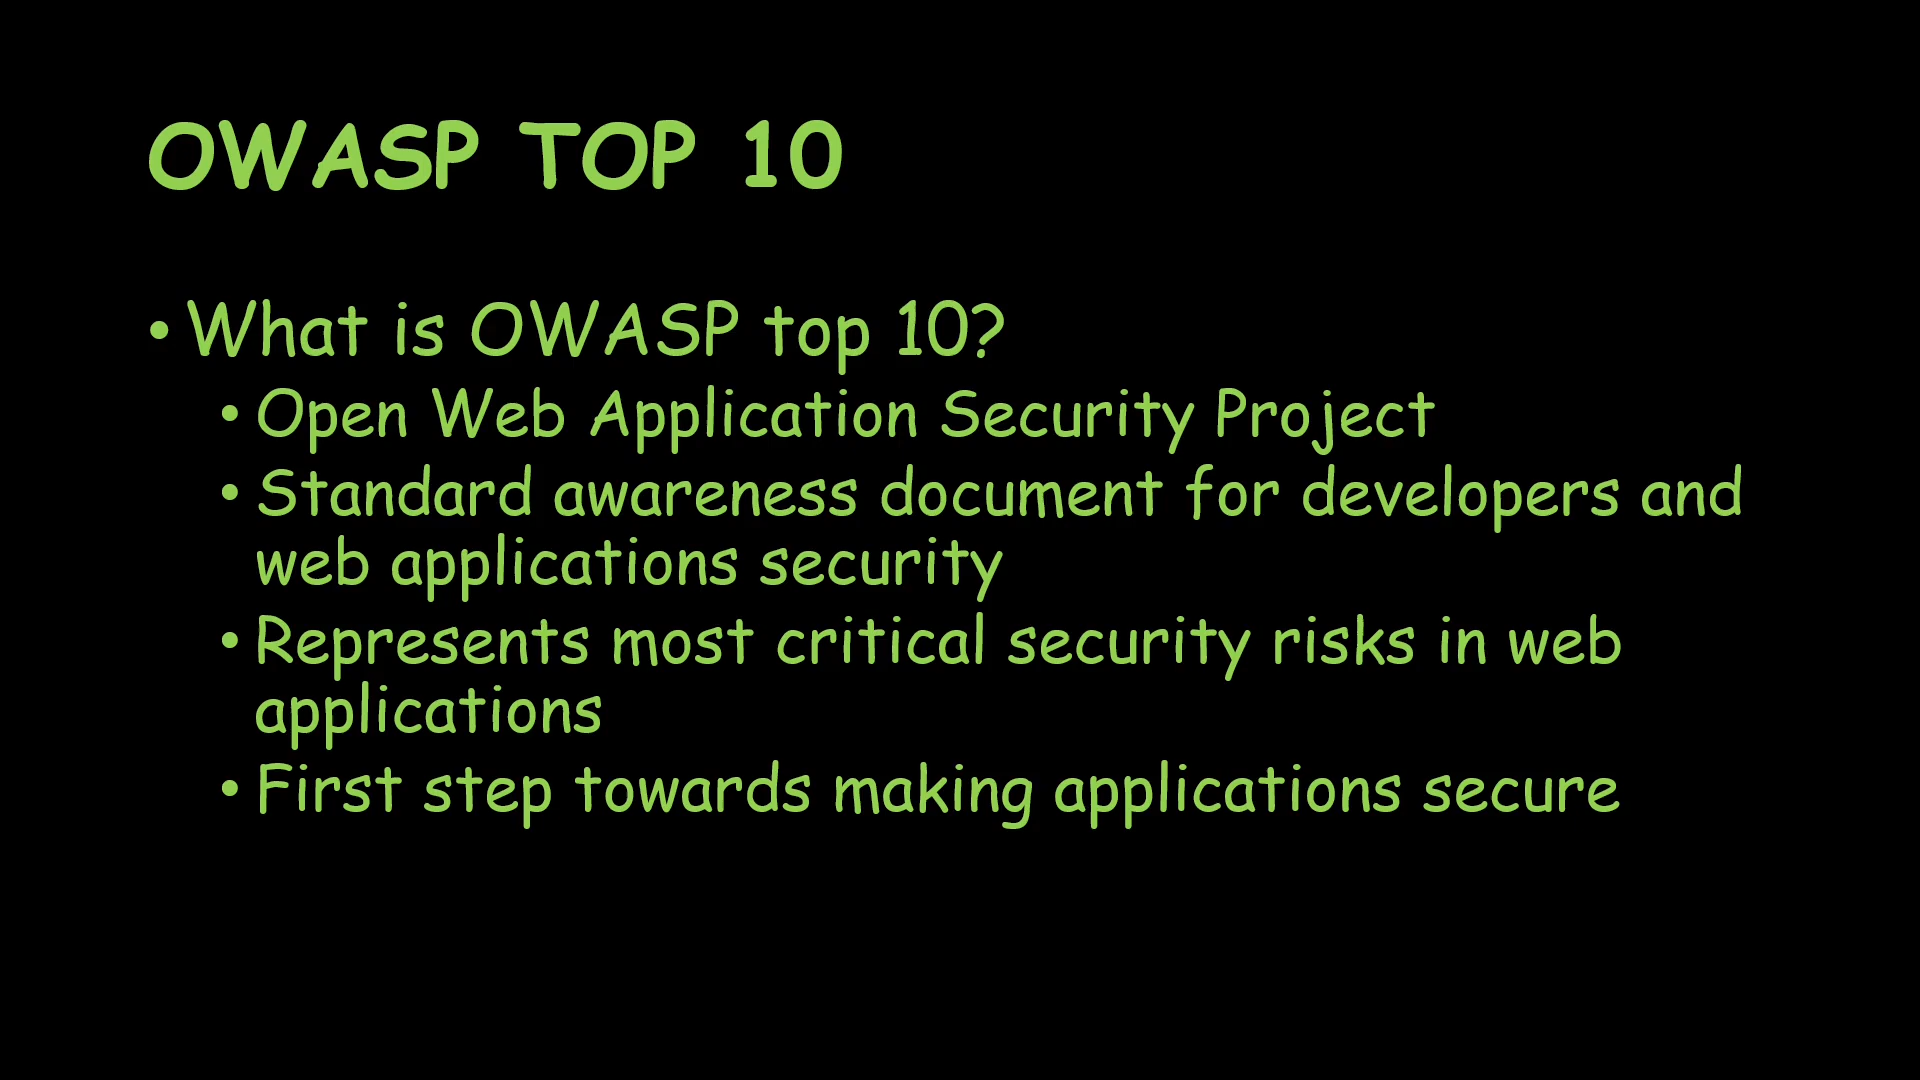 OWASP TOP 10
• What is OWASP top 10?
• Open Web Application Security Project
• Standard awareness document for developers and
web applications security
• Represents most critical security risks in web
applications
• First step towards making applications secure